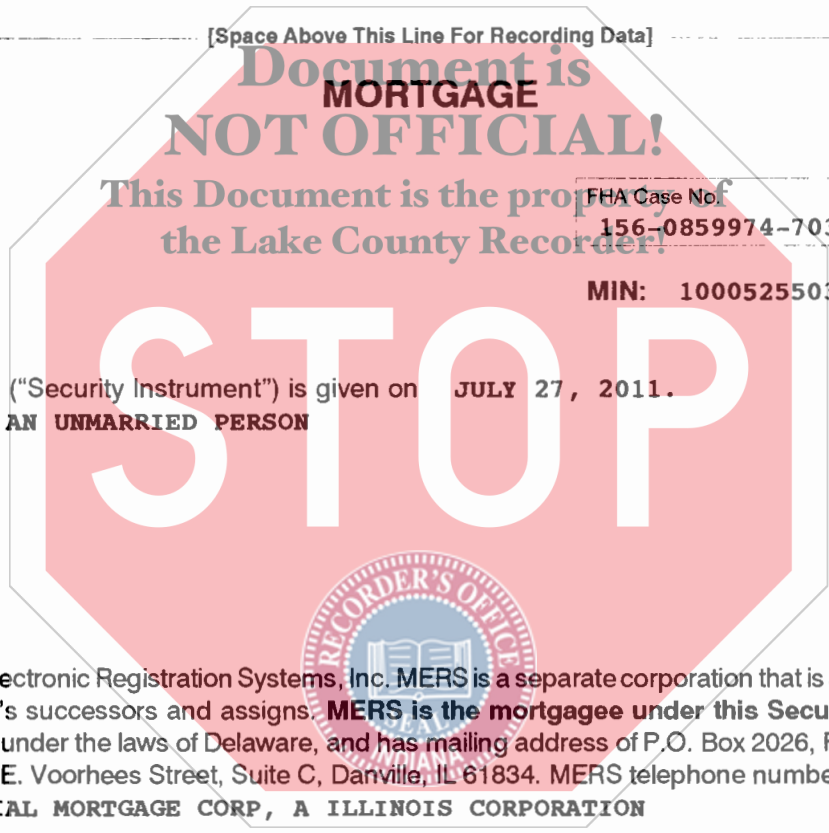 [Space Above This Line For Recording Data]
Document is
MORTGAGE
NOT OFFICIAL!
This Document is the property of
the Lake County Recorder!
FHA Case No.
156-0859974-703
MIN: 1000525503
STOP
("Security Instrument") is given on JULY 27, 2011.
AN UNMARRIED PERSON
RECORDER'S OFFICE
SEAL
INDIANA
ectronic Registration Systems, Inc. MERS is a separate corporation that is
's successors and assigns. MERS is the mortgagee under this Secu
under the laws of Delaware, and has mailing address of P.O. Box 2026, F
E. Voorhees Street, Suite C, Danville, IL 61834. MERS telephone numbe
IAL MORTGAGE CORP, A ILLINOIS CORPORATION